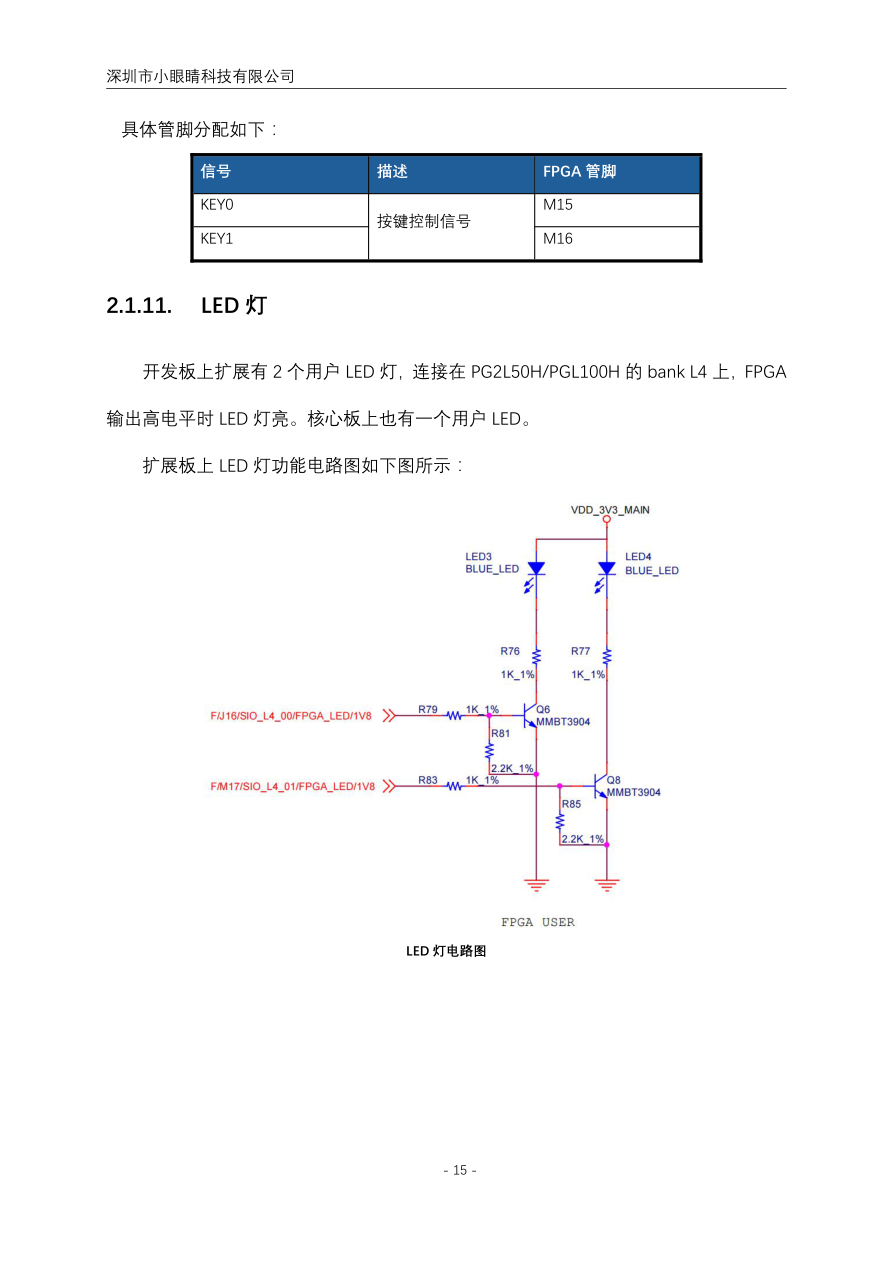 深圳市小眼睛科技有限公司
具体管脚分配如下：
信号 描述 FPGA 管脚
KEY0 按键控制信号 M15
KEY1 M16
2.1.11. LED 灯
开发板上扩展有 2 个用户 LED 灯，连接在 PG2L50H/PGL100H 的 bank L4 上，FPGA
输出高电平时 LED 灯亮。核心板上也有一个用户 LED。
扩展板上 LED 灯功能电路图如下图所示：
VDD_3V3_MAIN
LED3
BLUE_LED
LED4
BLUE_LED
R76
1K_1%
R77
1K_1%
F/J16/SIO_L4_00/FPGA_LED/1V8
R79 1K_1%
Q6
MMBT3904
R81
2.2K_1%
F/M17/SIO_L4_01/FPGA_LED/1V8
R83 1K_1%
Q8
MMBT3904
R85
2.2K_1%
FPGA USER
LED 灯电路图
- 15 -